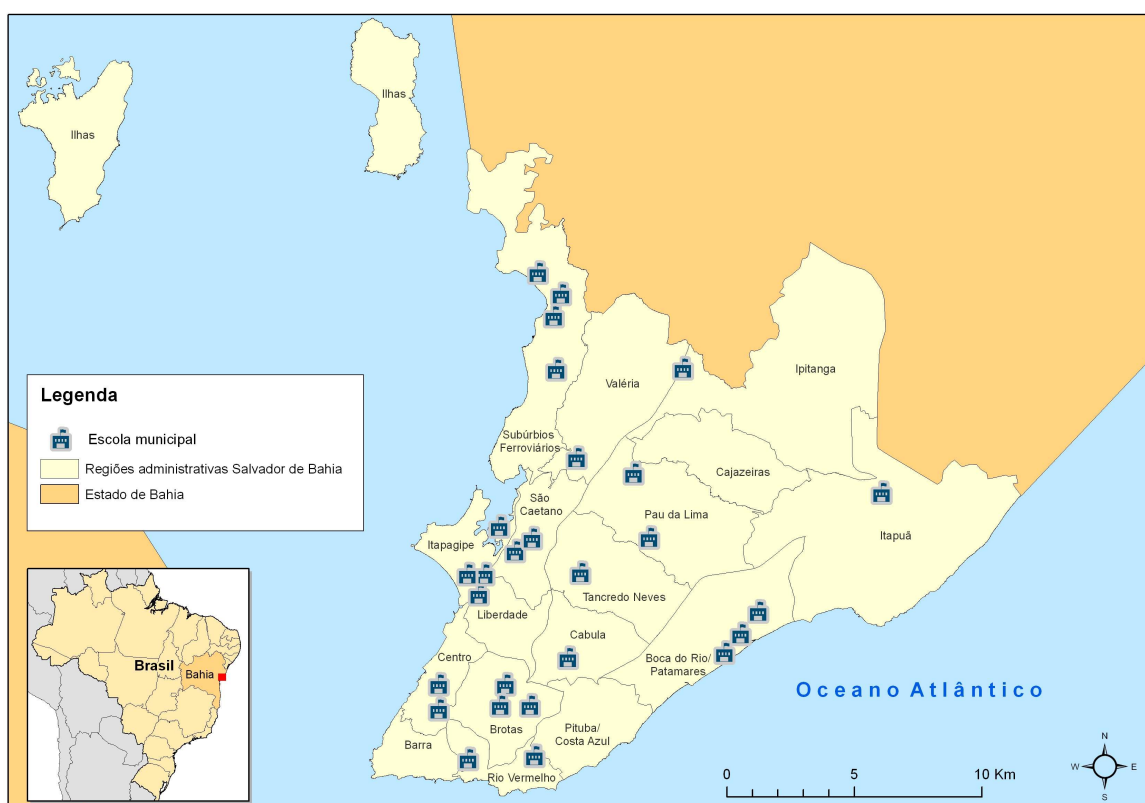 Ilhas
Ilhas
Ipitanga
Valéria
Legenda
Escola municipal
Regiões administrativas Salvador de Bahia
Estado de Bahia
Subúrbios
Ferroviários
Cajazeiras
São
Caetano
Pau da Lima
Itapuã
Itapagipe
Tancredo Neves
Liberdade
Cabula
Centro
Boca do Rio/
Patamares
Brasil
Bahia
Oceano Atlântico
Brotas
Pituba/
Costa Azul
Barra
Rio Vermelho
N
W
E
S
0
5
10 Km